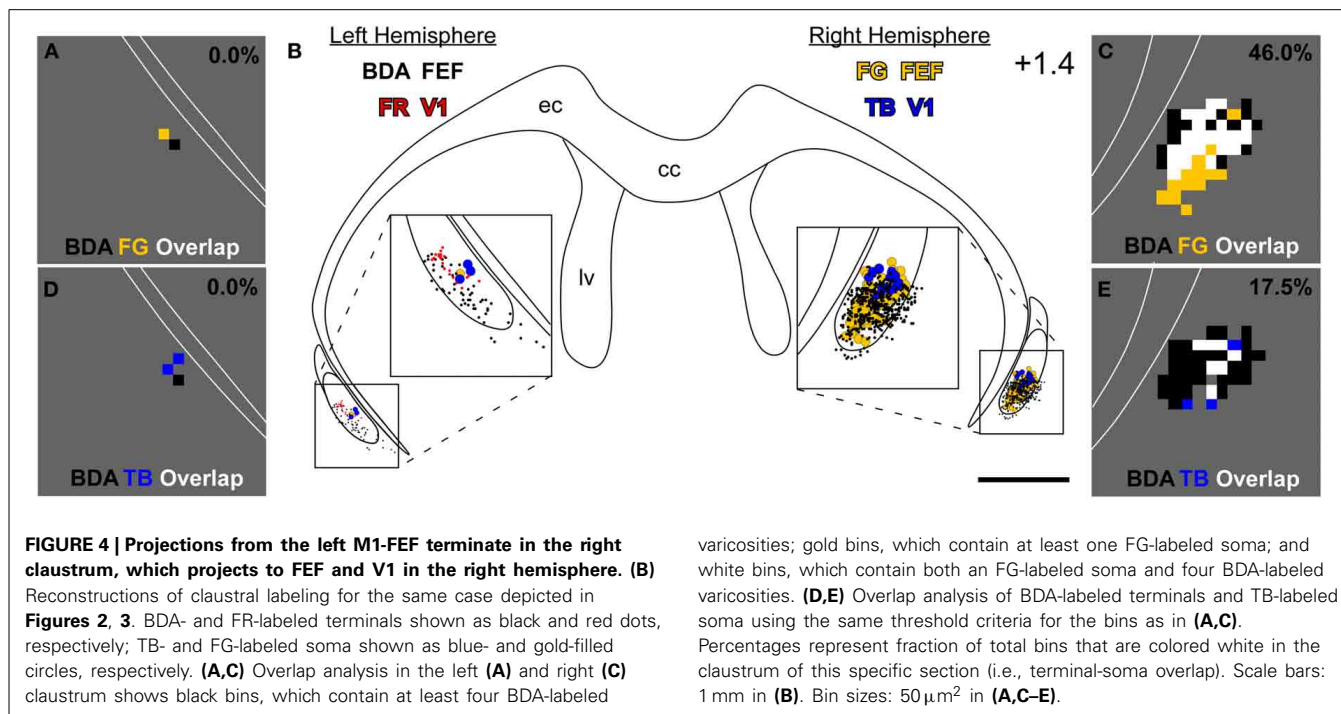 A
0.0%
BDA FG Overlap
D
0.0%
BDA TB Overlap
B
Left Hemisphere
BDA FEF
FR V1
Right Hemisphere
FG FEF
TB V1
+1.4
ec
cc
lv
C
46.0%
BDA FG Overlap
E
17.5%
BDA TB Overlap
FIGURE 4 | Projections from the left M1-FEF terminate in the right
claustrum, which projects to FEF and V1 in the right hemisphere. (B)
Reconstructions of claustral labeling for the same case depicted in
Figures 2, 3. BDA- and FR-labeled terminals shown as black and red dots,
respectively; TB- and FG-labeled soma shown as blue- and gold-filled
circles, respectively. (A,C) Overlap analysis in the left (A) and right (C)
claustrum shows black bins, which contain at least four BDA-labeled
varicosities; gold bins, which contain at least one FG-labeled soma; and
white bins, which contain both an FG-labeled soma and four BDA-labeled
varicosities. (D,E) Overlap analysis of BDA-labeled terminals and TB-labeled
soma using the same threshold criteria for the bins as in (A,C).
Percentages represent fraction of total bins that are colored white in the
claustrum of this specific section (i.e., terminal-soma overlap). Scale bars:
1 mm in (B). Bin sizes: 50 μm² in (A,C–E).